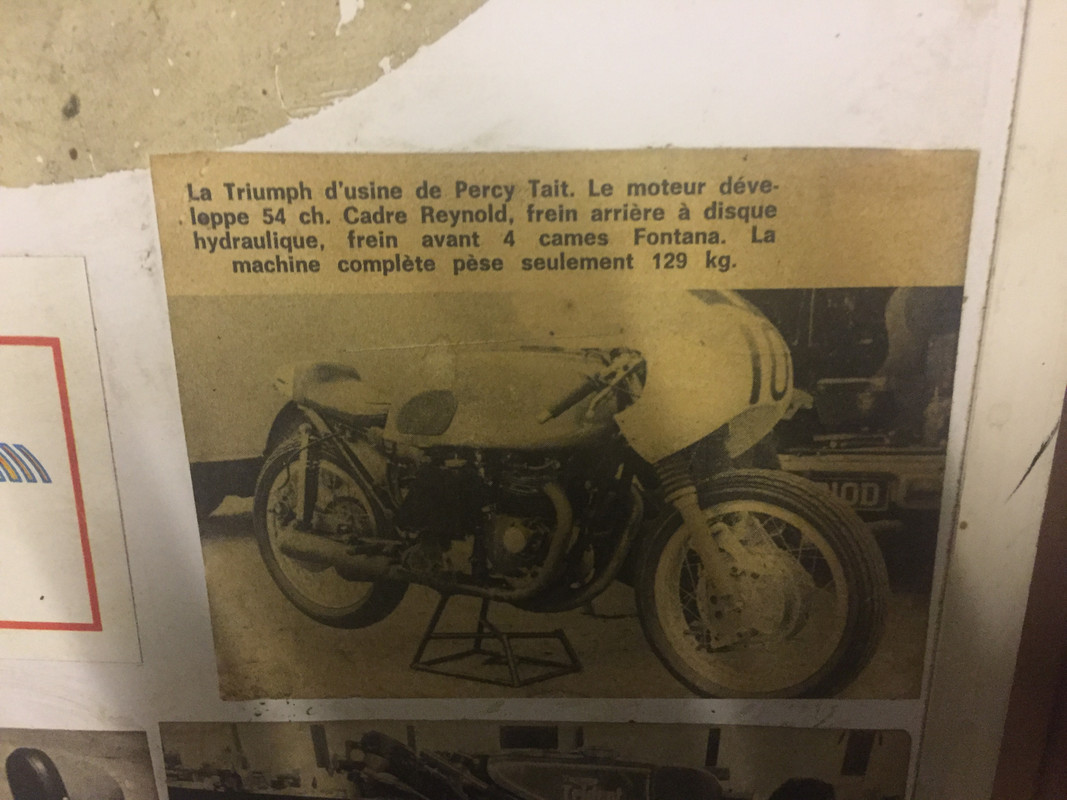 La Triumph d'usine de Percy Tait. Le moteur déve-
loppe 54 ch. Cadre Reynold, frein arrière à disque
hydraulique, frein avant 4 cames Fontana. La
machine complète pèse seulement 129 kg.
10